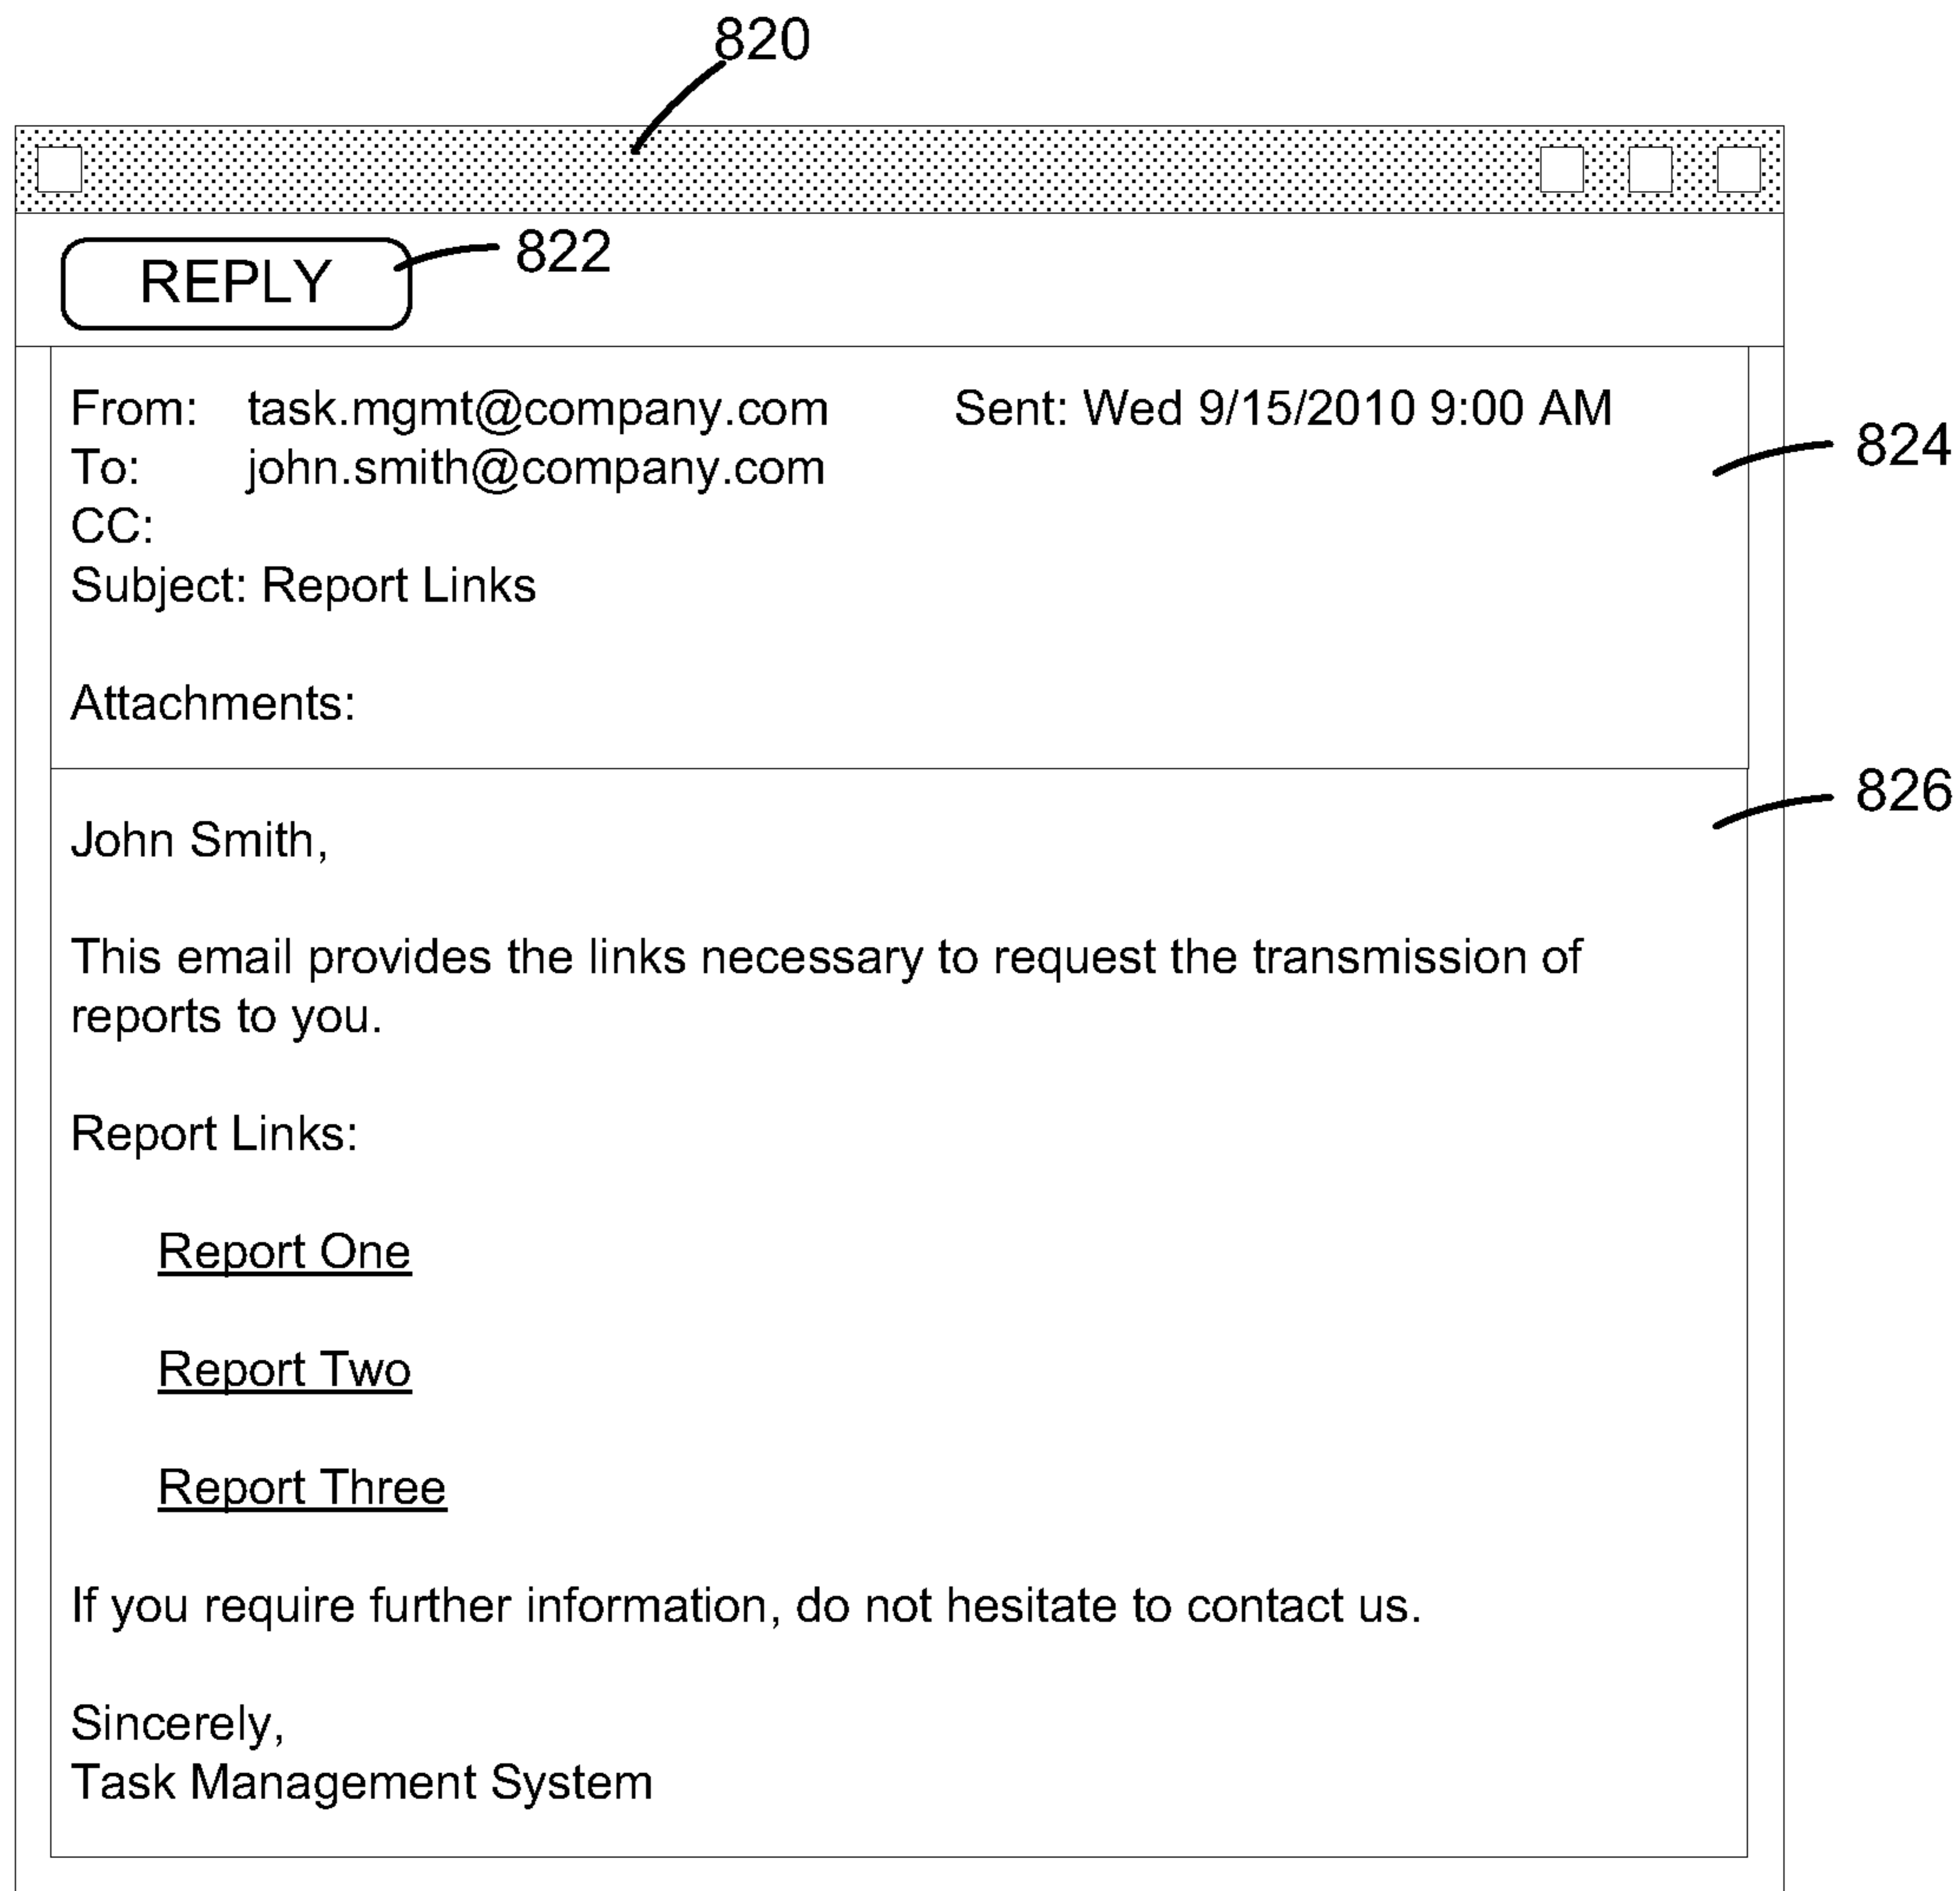 820
REPLY 822
From: task.mgmt@company.com Sent: Wed 9/15/2010 9:00 AM
824
To: john.smith@company.com
CC:
Subject: Report Links
Attachments:
826
John Smith,
This email provides the links necessary to request the transmission of
reports to you.
Report Links:
Report One
Report Two
Report Three
If you require further information, do not hesitate to contact us.
Sincerely,
Task Management System